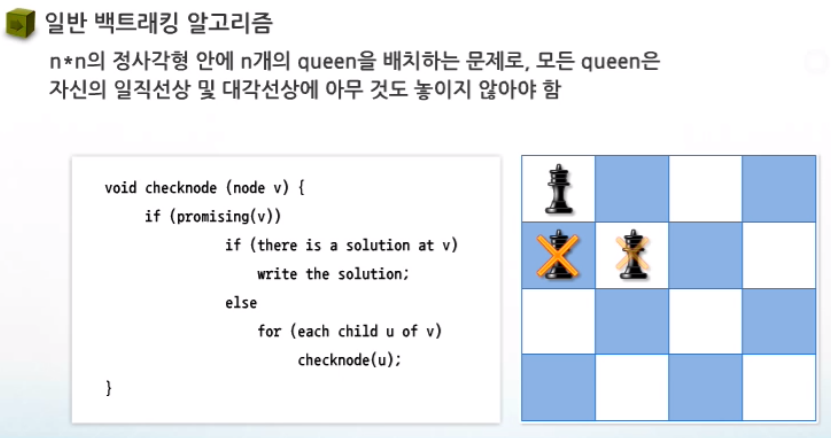 일반 백트래킹 알고리즘
n*n의 정사각형 안에 n개의 queen을 배치하는 문제로, 모든 queen은
자신의 일직선상 및 대각선상에 아무 것도 놓이지 않아야 함
void checknode (node v) {
if (promising(v))
if (there is a solution at v)
write the solution;
else
for (each child u of v)
checknode(u);
}